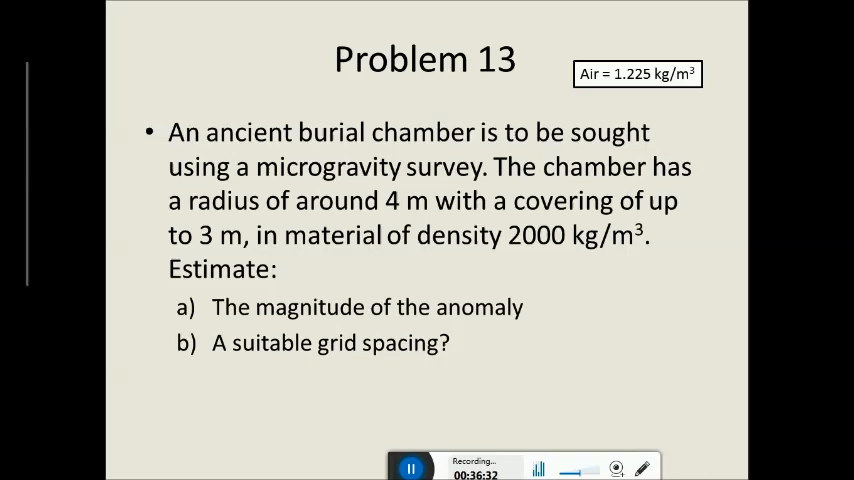 Problem 13
Air = 1.225 kg/m³
• An ancient burial chamber is to be sought
using a microgravity survey. The chamber has
a radius of around 4 m with a covering of up
to 3 m, in material of density 2000 kg/m³.
Estimate:
a) The magnitude of the anomaly
b) A suitable grid spacing?
Recording...
00:36:32